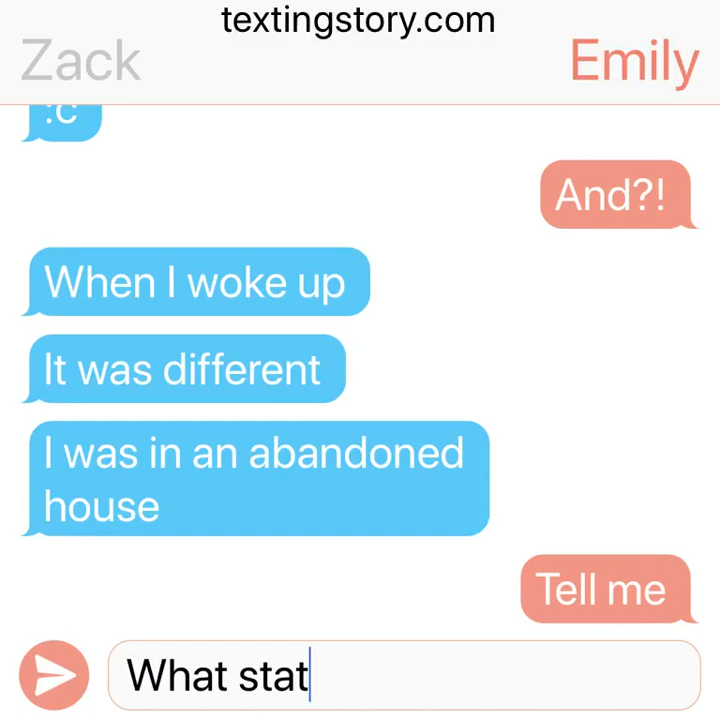 textingstory.com
Zack
Emily
:c
And?!
When I woke up
It was different
I was in an abandoned
house
Tell me
What stat